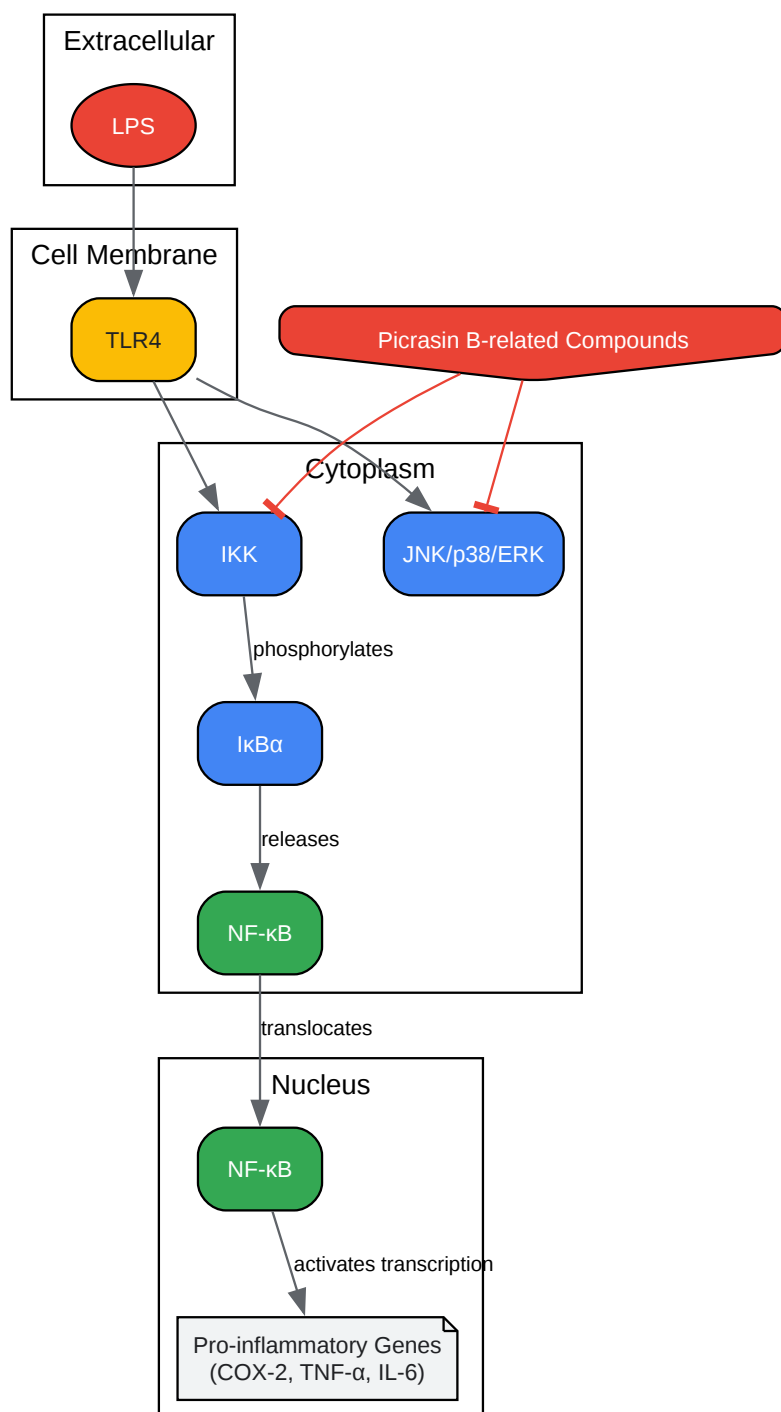 Extracellular
LPS
Cell Membrane
TLR4
Picrasin B-related Compounds
Cytoplasm
IKK
JNK/p38/ERK
phosphorylates
IκBα
releases
NF-κB
translocates
Nucleus
NF-κB
activates transcription
Pro-inflammatory Genes
(COX-2, TNF-α, IL-6)